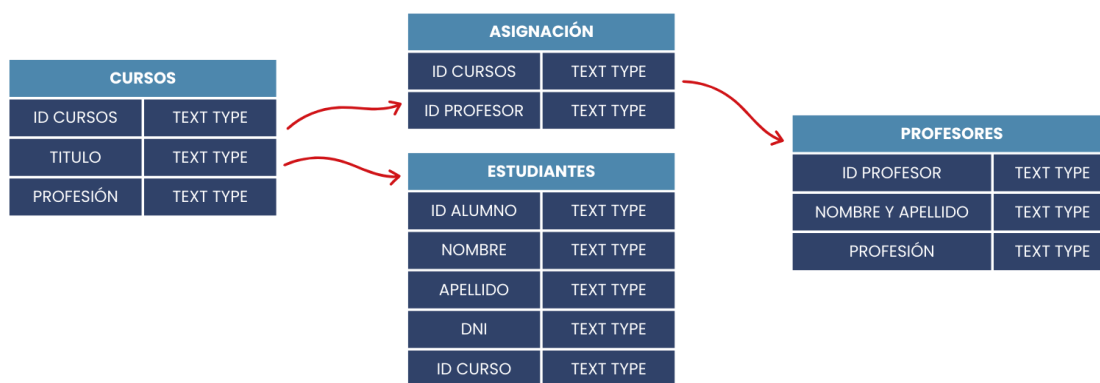 CURSOS
ID CURSOS TEXT TYPE
TITULO TEXT TYPE
PROFESIÓN TEXT TYPE
ASIGNACIÓN
ID CURSOS TEXT TYPE
ID PROFESOR TEXT TYPE
ESTUDIANTES
ID ALUMNO TEXT TYPE
NOMBRE TEXT TYPE
APELLIDO TEXT TYPE
DNI TEXT TYPE
ID CURSO TEXT TYPE
PROFESORES
ID PROFESOR TEXT TYPE
NOMBRE Y APELLIDO TEXT TYPE
PROFESIÓN TEXT TYPE